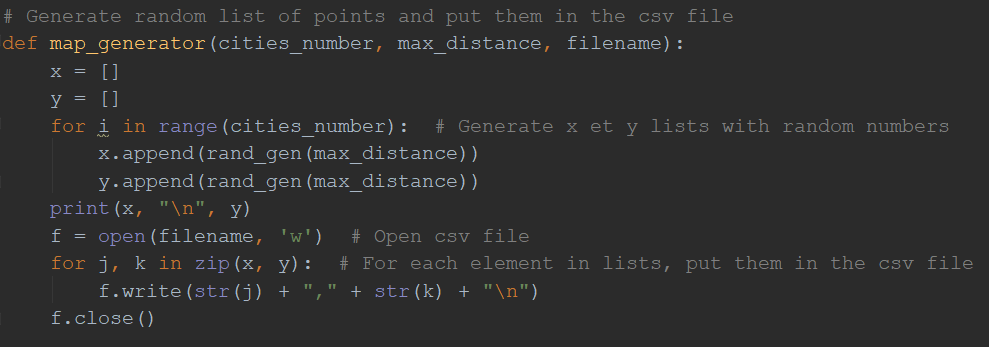 # Generate random list of points and put them in the csv file
def map_generator(cities_number, max_distance, filename):
    x = []
    y = []
    for i in range(cities_number):  # Generate x et y lists with random numbers
        x.append(rand_gen(max_distance))
        y.append(rand_gen(max_distance))
    print(x, "\n", y)
    f = open(filename, 'w')  # Open csv file
    for j, k in zip(x, y):  # For each element in lists, put them in the csv file
        f.write(str(j) + "," + str(k) + "\n")
    f.close()